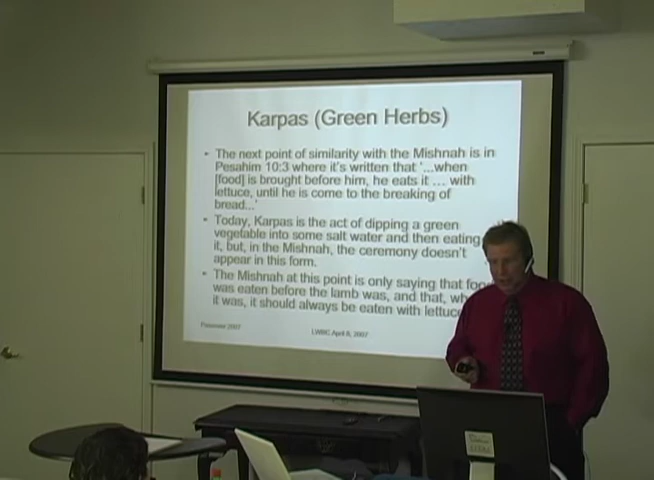 Karpas (Green Herbs)
- The next point of similarity with the Mishnah is in
Pesahim 10:3 where it's written that '...when
[food] is brought before him, he eats it ... with
lettuce, until he is come to the breaking of
bread...'
- Today, Karpas is the act of dipping a green
vegetable into some salt water and then eating
it, but, in the Mishnah, the ceremony doesn't
appear in this form.
- The Mishnah at this point is only saying that foo
was eaten before the lamb was, and that, wh
it was, it should always be eaten with lettuc
Passover 2007
LWBC April 6, 2007